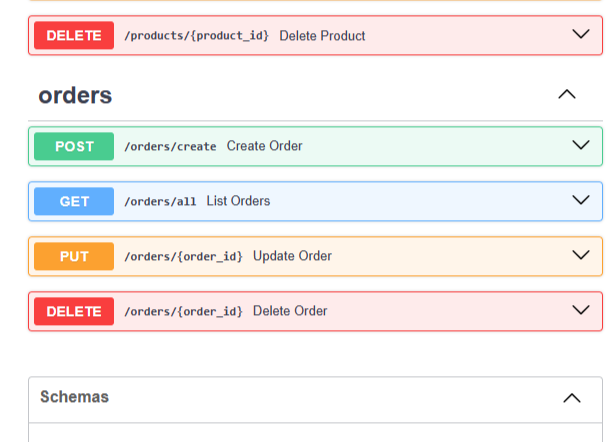 DELETE /products/{product_id} Delete Product
orders
POST /orders/create Create Order
GET /orders/all List Orders
PUT /orders/{order_id} Update Order
DELETE /orders/{order_id} Delete Order
Schemas